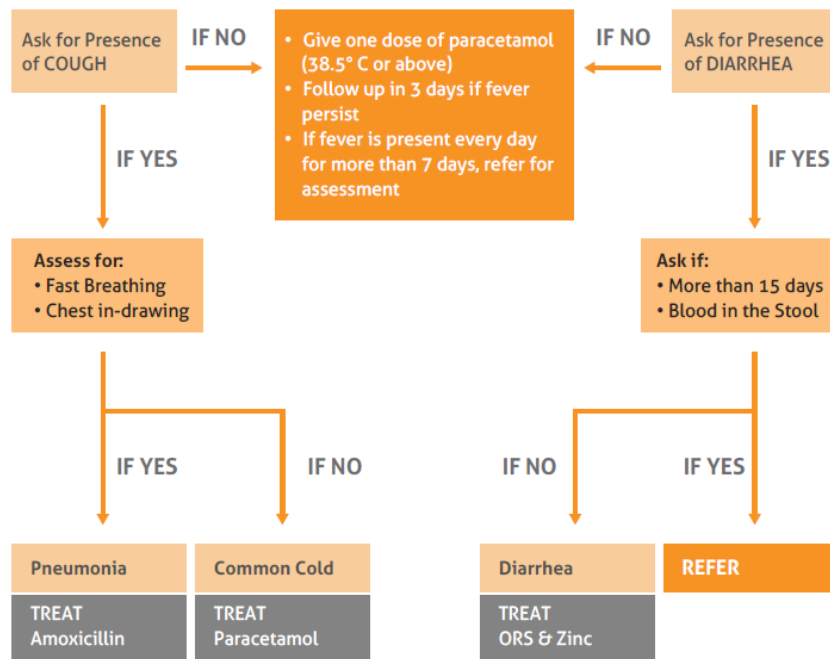 Ask for Presence
of COUGH
IF NO
• Give one dose of paracetamol
(38.5° C or above)
• Follow up in 3 days if fever
persist
• If fever is present every day
for more than 7 days, refer for
assessment
IF NO
Ask for Presence
of DIARRHEA
IF YES
IF YES
Assess for:
• Fast Breathing
• Chest in-drawing
Ask if:
• More than 15 days
• Blood in the Stool
IF YES
IF NO
IF NO
IF YES
Pneumonia
TREAT
Amoxicillin
Common Cold
TREAT
Paracetamol
Diarrhea
TREAT
ORS & Zinc
REFER